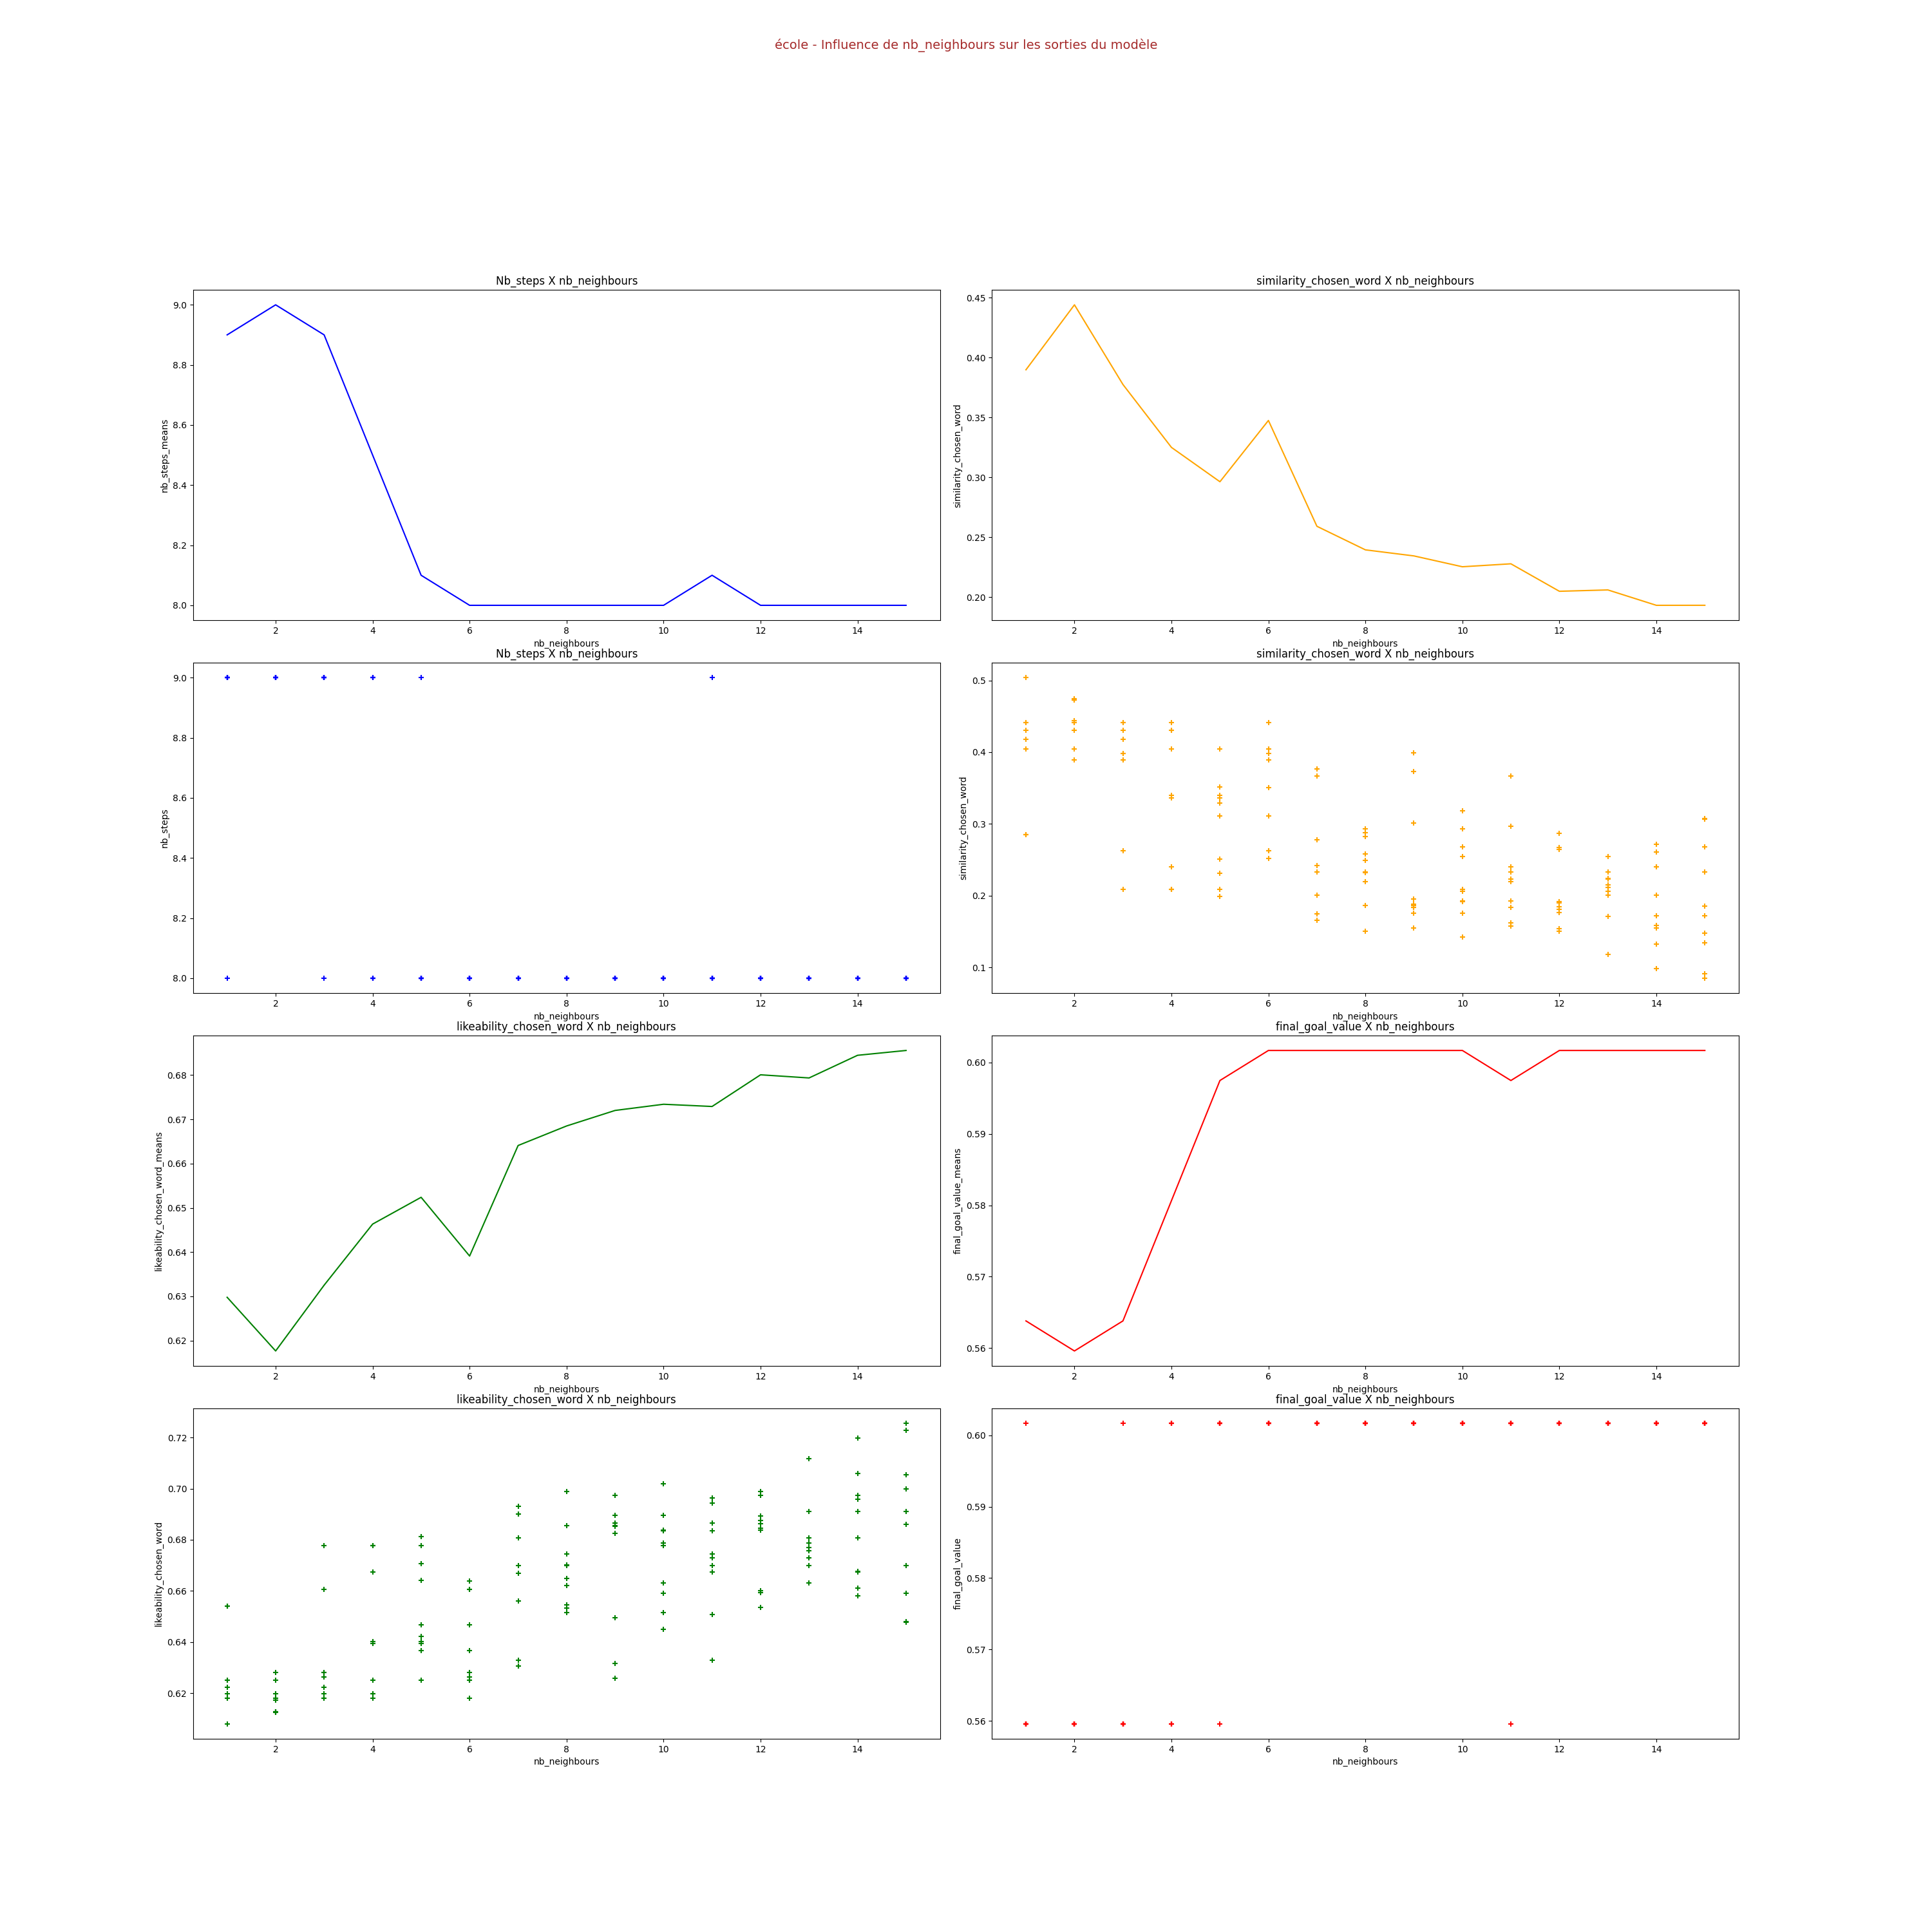 école - Influence de nb_neighbours sur les sorties du modèle
Nb_steps X nb_neighbours
nb_steps_means
9.0
8.8
8.6
8.4
8.2
8.0
2 4 6 8 10 12 14
nb_neighbours
similarity_chosen_word X nb_neighbours
similarity_chosen_word
0.45
0.40
0.35
0.30
0.25
0.20
2 4 6 8 10 12 14
nb_neighbours
Nb_steps X nb_neighbours
nb_steps
9.0
8.8
8.6
8.4
8.2
8.0
2 4 6 8 10 12 14
nb_neighbours
similarity_chosen_word X nb_neighbours
similarity_chosen_word
0.5
0.4
0.3
0.2
0.1
2 4 6 8 10 12 14
nb_neighbours
likeability_chosen_word X nb_neighbours
likeability_chosen_word_means
0.68
0.67
0.66
0.65
0.64
0.63
0.62
2 4 6 8 10 12 14
nb_neighbours
final_goal_value X nb_neighbours
final_goal_value_means
0.60
0.59
0.58
0.57
0.56
2 4 6 8 10 12 14
nb_neighbours
likeability_chosen_word X nb_neighbours
likeability_chosen_word
0.72
0.70
0.68
0.66
0.64
0.62
2 4 6 8 10 12 14
nb_neighbours
final_goal_value X nb_neighbours
final_goal_value
0.60
0.59
0.58
0.57
0.56
2 4 6 8 10 12 14
nb_neighbours